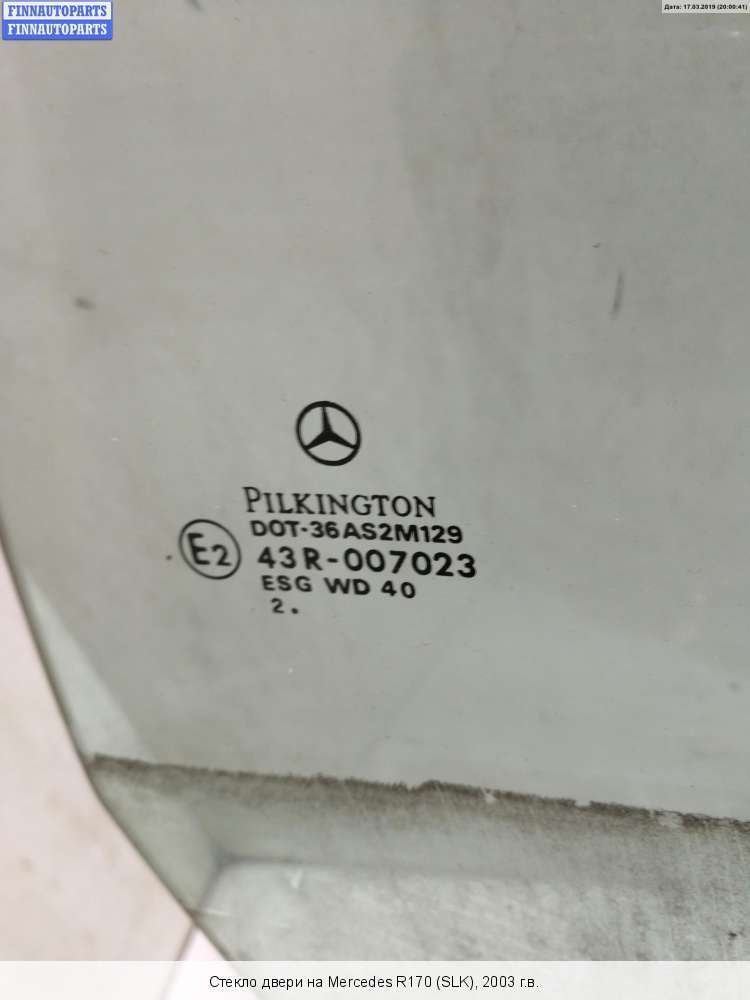 FINNAUTOPARTS
FINNAUTOPARTS
Дата: 17.03.2019 (20:00:41)
PILKINGTON
DOT·36AS2M129
E2
43R-007023
ESG WD 40
2.
Стекло двери на Mercedes R170 (SLK), 2003 г.в.